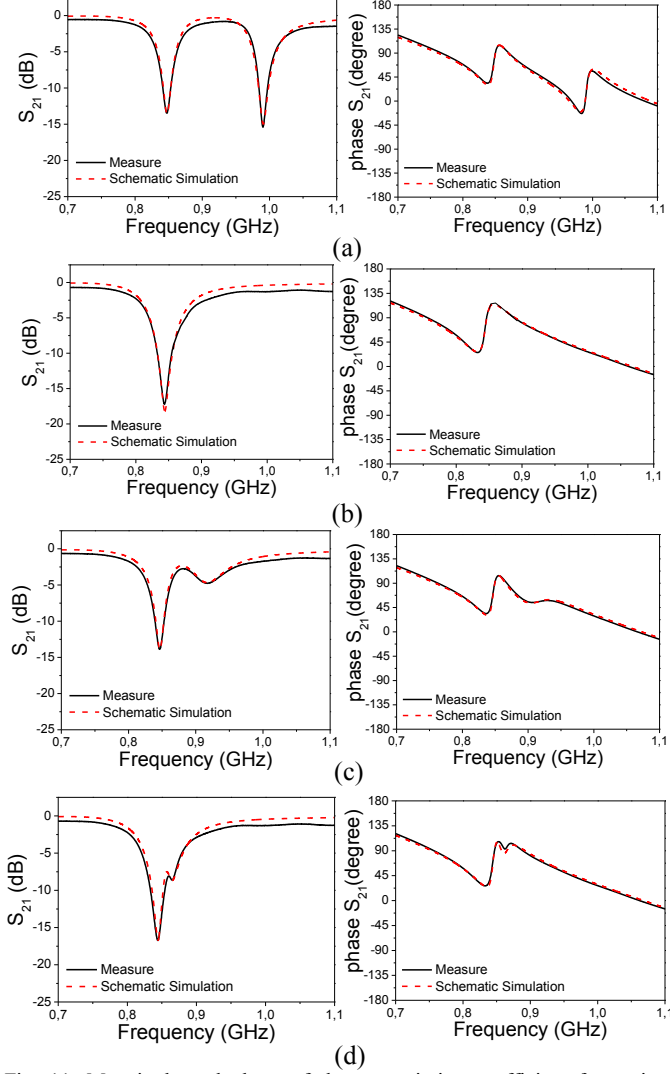 0
-5
-10
-15
-20
-25
S21 (dB)
Measure
Schematic Simulation
0,7 0,8 0,9 1,0 1,1
Frequency (GHz)
180
135
90
45
0
-45
-90
-135
-180
phase S21(degree)
Measure
Schematic Simulation
0,7 0,8 0,9 1,0 1,1
Frequency (GHz)
(a)
0
-5
-10
-15
-20
-25
S21 (dB)
Measure
Schematic Simulation
0,7 0,8 0,9 1,0 1,1
Frequency (GHz)
180
135
90
45
0
-45
-90
-135
-180
phase S21(degree)
Measure
Schematic Simulation
0,7 0,8 0,9 1,0 1,1
Frequency (GHz)
(b)
0
-5
-10
-15
-20
-25
S21 (dB)
Measure
Schematic Simulation
0,7 0,8 0,9 1,0 1,1
Frequency (GHz)
180
135
90
45
0
-45
-90
-135
-180
phase S21(degree)
Measure
Schematic Simulation
0,7 0,8 0,9 1,0 1,1
Frequency (GHz)
(c)
0
-5
-10
-15
-20
-25
S21 (dB)
Measure
Schematic Simulation
0,7 0,8 0,9 1,0 1,1
Frequency (GHz)
180
135
90
45
0
-45
-90
-135
-180
phase S21(degree)
Measure
Schematic Simulation
0,7 0,8 0,9 1,0 1,1
Frequency (GHz)
(d)